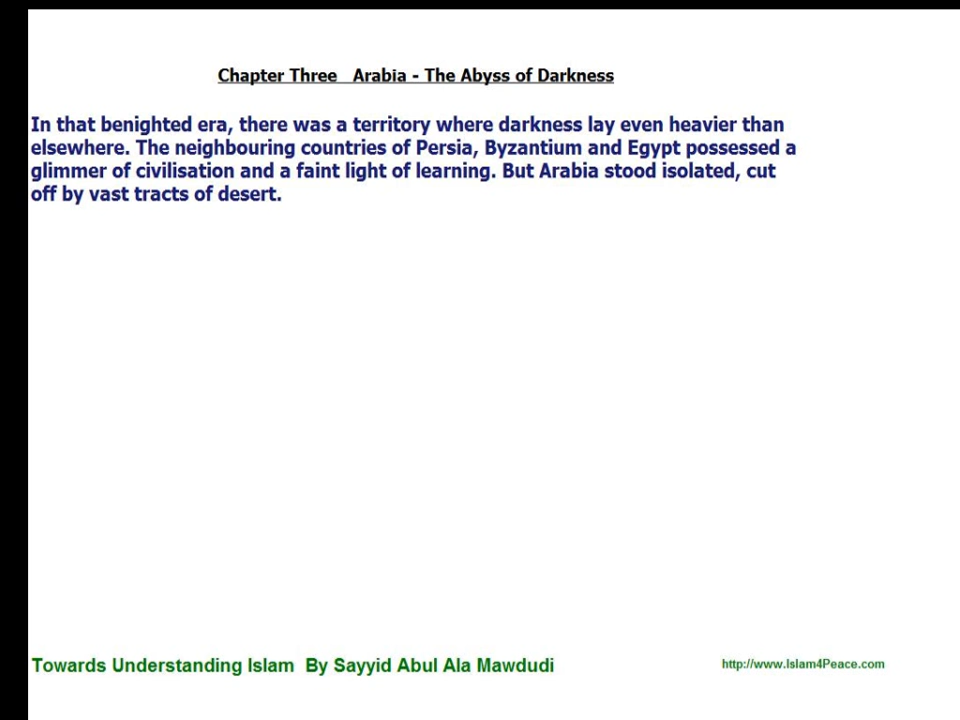 Chapter Three   Arabia - The Abyss of Darkness
In that benighted era, there was a territory where darkness lay even heavier than
elsewhere. The neighbouring countries of Persia, Byzantium and Egypt possessed a
glimmer of civilisation and a faint light of learning. But Arabia stood isolated, cut
off by vast tracts of desert.
Towards Understanding Islam  By Sayyid Abul Ala Mawdudi
http://www.Islam4Peace.com